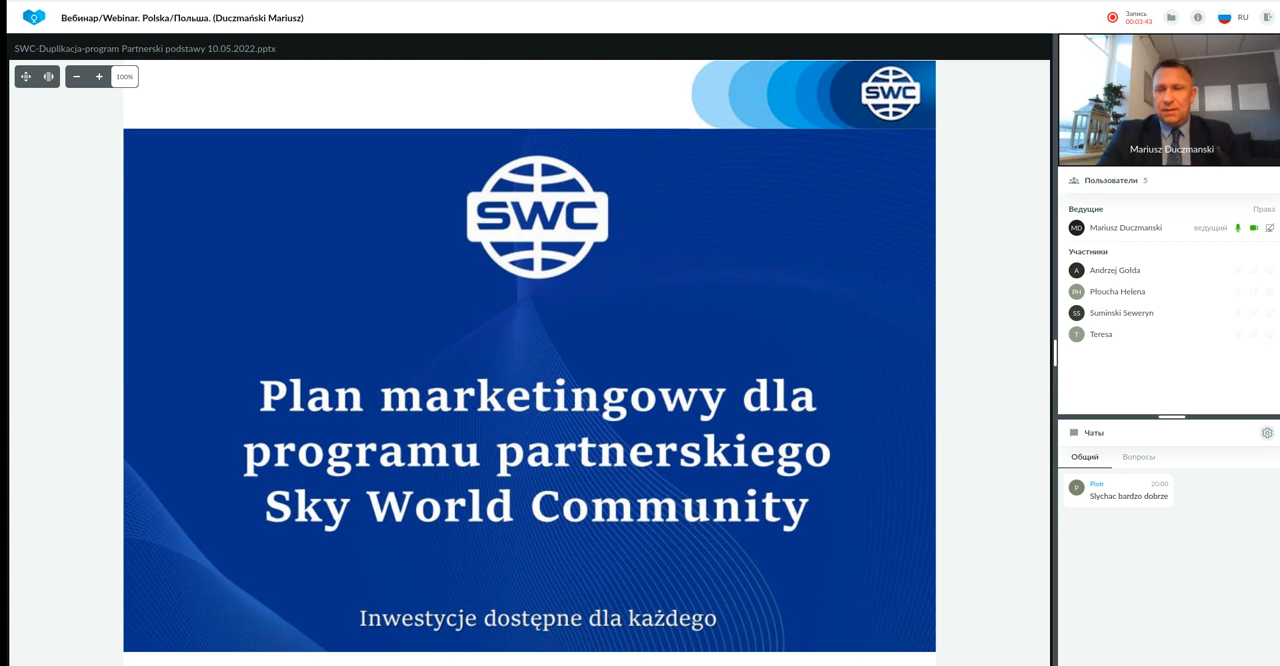 Вебинар/Webinar. Polska/Польша. (Duczmański Mariusz)
Запись
00:03:43
RU
SWC-Duplikacja-program Partnerski podstawy 10.05.2022.pptx
100%
SWC
SWC
Plan marketingowy dla
programu partnerskiego
Sky World Community
Inwestycje dostępne dla każdego
Mariusz Duczmanski
Пользователи 5
Ведущие Права
MD Mariusz Duczmanski ведущий
Участники
A Andrzej Gołda
PH Płoucha Helena
SS Suminski Seweryn
T Teresa
Чаты
Общий Вопросы
P Piotr 20:00
Slychac bardzo dobrze